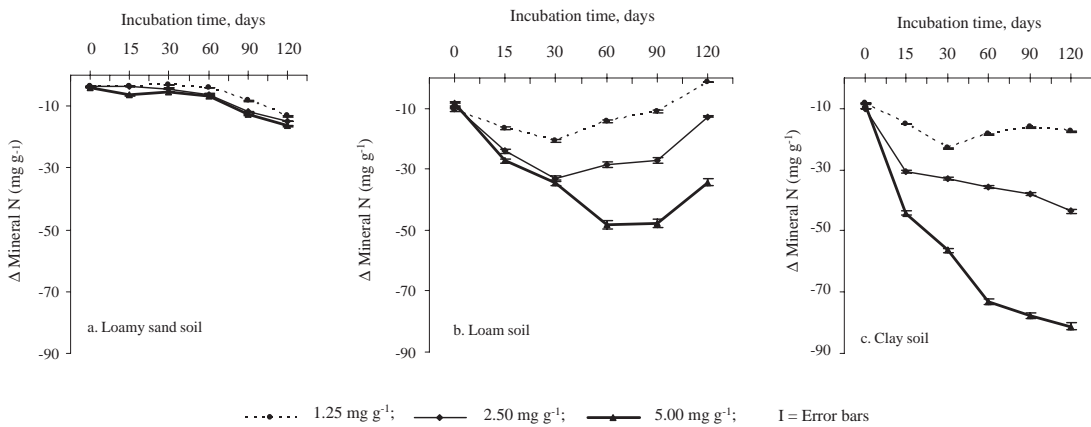 Incubation time, days
0 15 30 60 90 120
-10
-30
-50
-70
-90
Δ Mineral N (mg g-1)
a. Loamy sand soil
Incubation time, days
0 15 30 60 90 120
-10
-30
-50
-70
-90
Δ Mineral N (mg g-1)
b. Loam soil
Incubation time, days
0 15 30 60 90 120
-10
-30
-50
-70
-90
Δ Mineral N (mg g-1)
c. Clay soil
1.25 mg g-1; 2.50 mg g-1; 5.00 mg g-1; I = Error bars